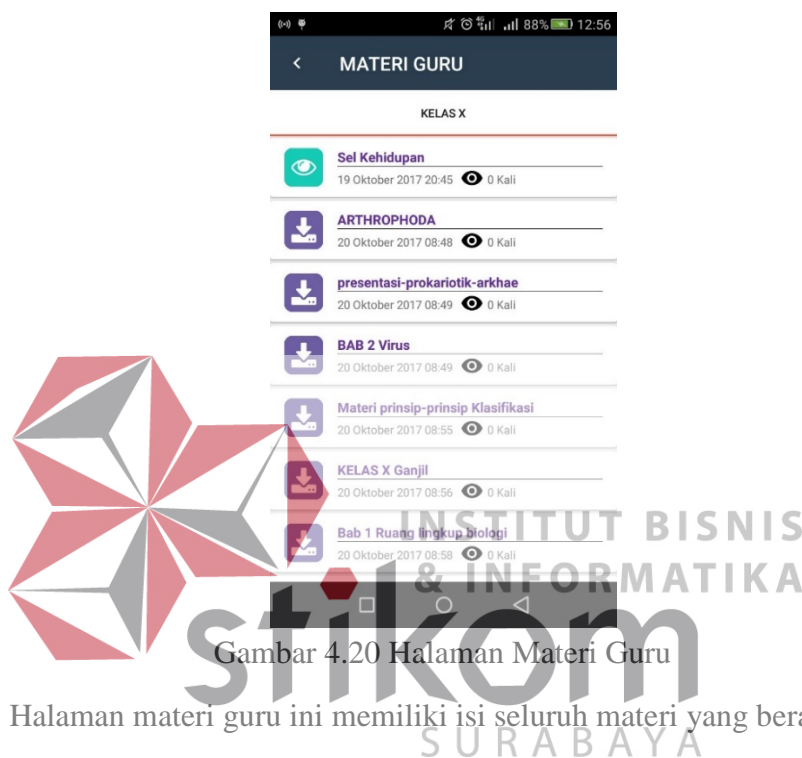 88% 12:56
MATERI GURU
KELAS X
Sel Kehidupan
19 Oktober 2017 20:45 0 Kali
ARTHROPHODA
20 Oktober 2017 08:48 0 Kali
presentasi-prokariotik-arkhae
20 Oktober 2017 08:49 0 Kali
BAB 2 Virus
20 Oktober 2017 08:49 0 Kali
Materi prinsip-prinsip Klasifikasi
20 Oktober 2017 08:55 0 Kali
KELAS X Ganjil
20 Oktober 2017 08:56 0 Kali
Bab 1 Ruang lingkup biologi
20 Oktober 2017 08:58 0 Kali
INSTITUT BISNIS
& INFORMATIKA
stikom
SURABAYA
Gambar 4.20 Halaman Materi Guru
Halaman materi guru ini memiliki isi seluruh materi yang